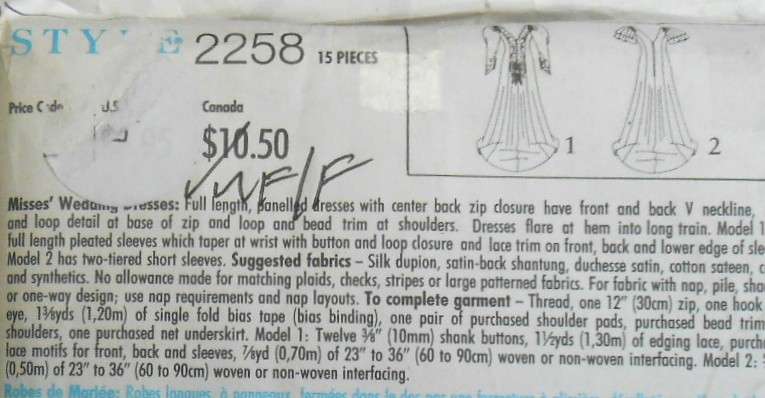 STYLE 2258 15 PIECES
Price Code U.S. Canada
$10.50
WF/F
1 2
Misses' Wedding Dresses: Full length, panelled dresses with center back zip closure have front and back V neckline,
and loop detail at base of zip and loop and bead trim at shoulders. Dresses flare at hem into long train. Model 1
full length pleated sleeves which taper at wrist with button and loop closure and lace trim on front, back and lower edge of
Model 2 has two-tiered short sleeves. Suggested fabrics – Silk dupion, satin-back shantung, duchesse satin, cotton sateen,
and synthetics. No allowance made for matching plaids, checks, stripes or large patterned fabrics. For fabric with nap, pile,
or one-way design; use nap requirements and nap layouts. To complete garment – Thread, one 12" (30cm) zip, one hook
eye, 1⅜yds (1,20m) of single fold bias tape (bias binding), one pair of purchased shoulder pads, purchased bead trim
shoulders, one purchased net underskirt. Model 1: Twelve ⅜" (10mm) shank buttons, 1½yds (1,30m) of edging lace,
lace motifs for front, back and sleeves, ⅞yd (0,70m) of 23" to 36" (60 to 90cm) woven or non-woven interfacing. Model 2:
(0,50m) of 23" to 36" (60 to 90cm) woven or non-woven interfacing.
Robes de Mariée: Robes longues, à panneaux, fermées dans le dos par une fermeture à glissière,